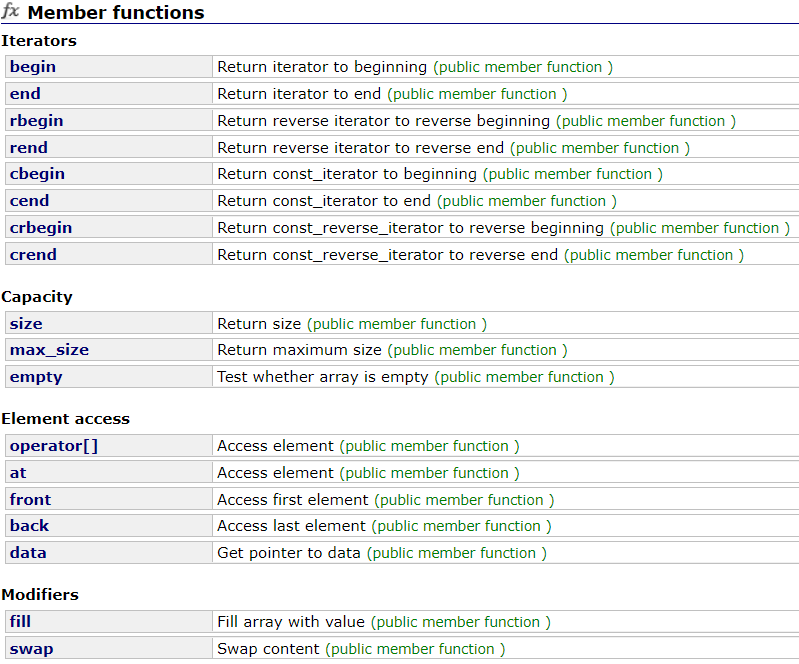 fx Member functions
Iterators
begin Return iterator to beginning (public member function )
end Return iterator to end (public member function )
rbegin Return reverse iterator to reverse beginning (public member function )
rend Return reverse iterator to reverse end (public member function )
cbegin Return const_iterator to beginning (public member function )
cend Return const_iterator to end (public member function )
crbegin Return const_reverse_iterator to reverse beginning (public member function )
crend Return const_reverse_iterator to reverse end (public member function )
Capacity
size Return size (public member function )
max_size Return maximum size (public member function )
empty Test whether array is empty (public member function )
Element access
operator[] Access element (public member function )
at Access element (public member function )
front Access first element (public member function )
back Access last element (public member function )
data Get pointer to data (public member function )
Modifiers
fill Fill array with value (public member function )
swap Swap content (public member function )